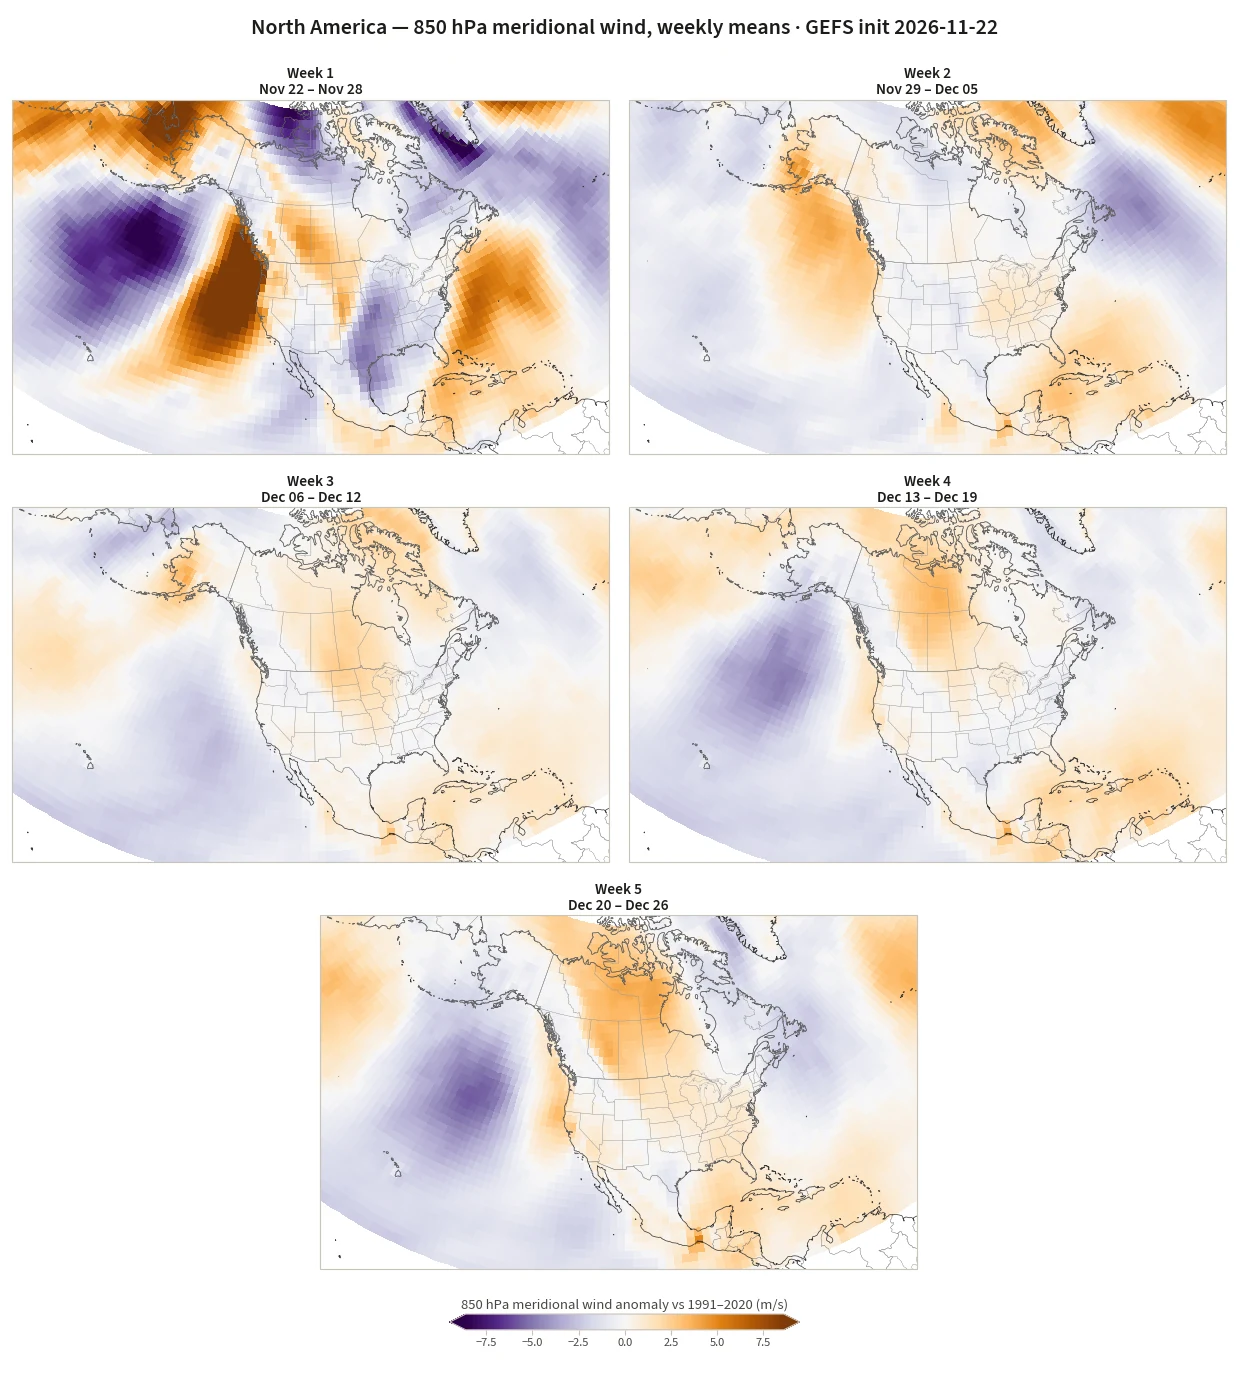 North America — 850 hPa meridional wind, weekly means · GEFS init 2026-11-22
Week 1
Nov 22 – Nov 28
Week 2
Nov 29 – Dec 05
Week 3
Dec 06 – Dec 12
Week 4
Dec 13 – Dec 19
Week 5
Dec 20 – Dec 26
850 hPa meridional wind anomaly vs 1991–2020 (m/s)
−7.5 −5.0 −2.5 0.0 2.5 5.0 7.5